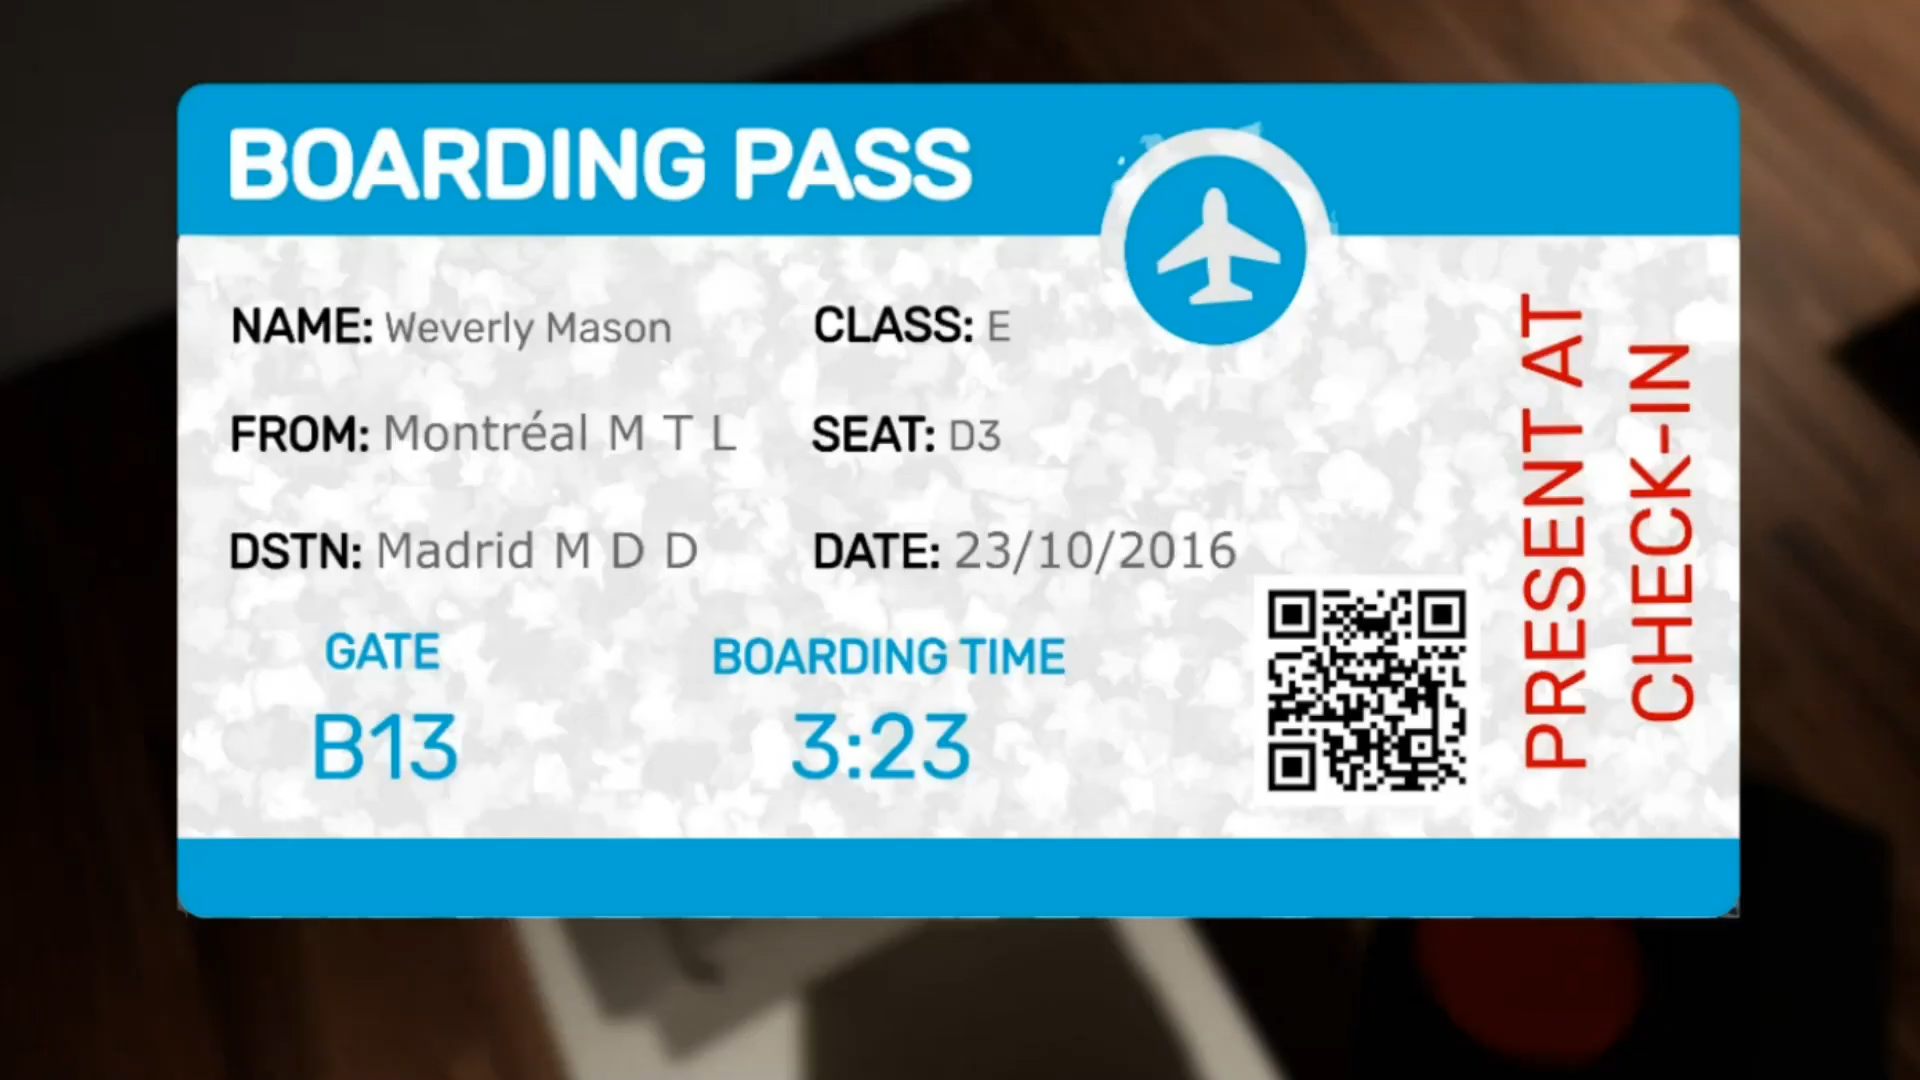 BOARDING PASS
NAME: Weverly Mason
CLASS: E
FROM: Montréal M T L
SEAT: D3
DSTN: Madrid M D D
DATE: 23/10/2016
GATE
BOARDING TIME
B13
3:23
PRESENT AT
CHECK-IN